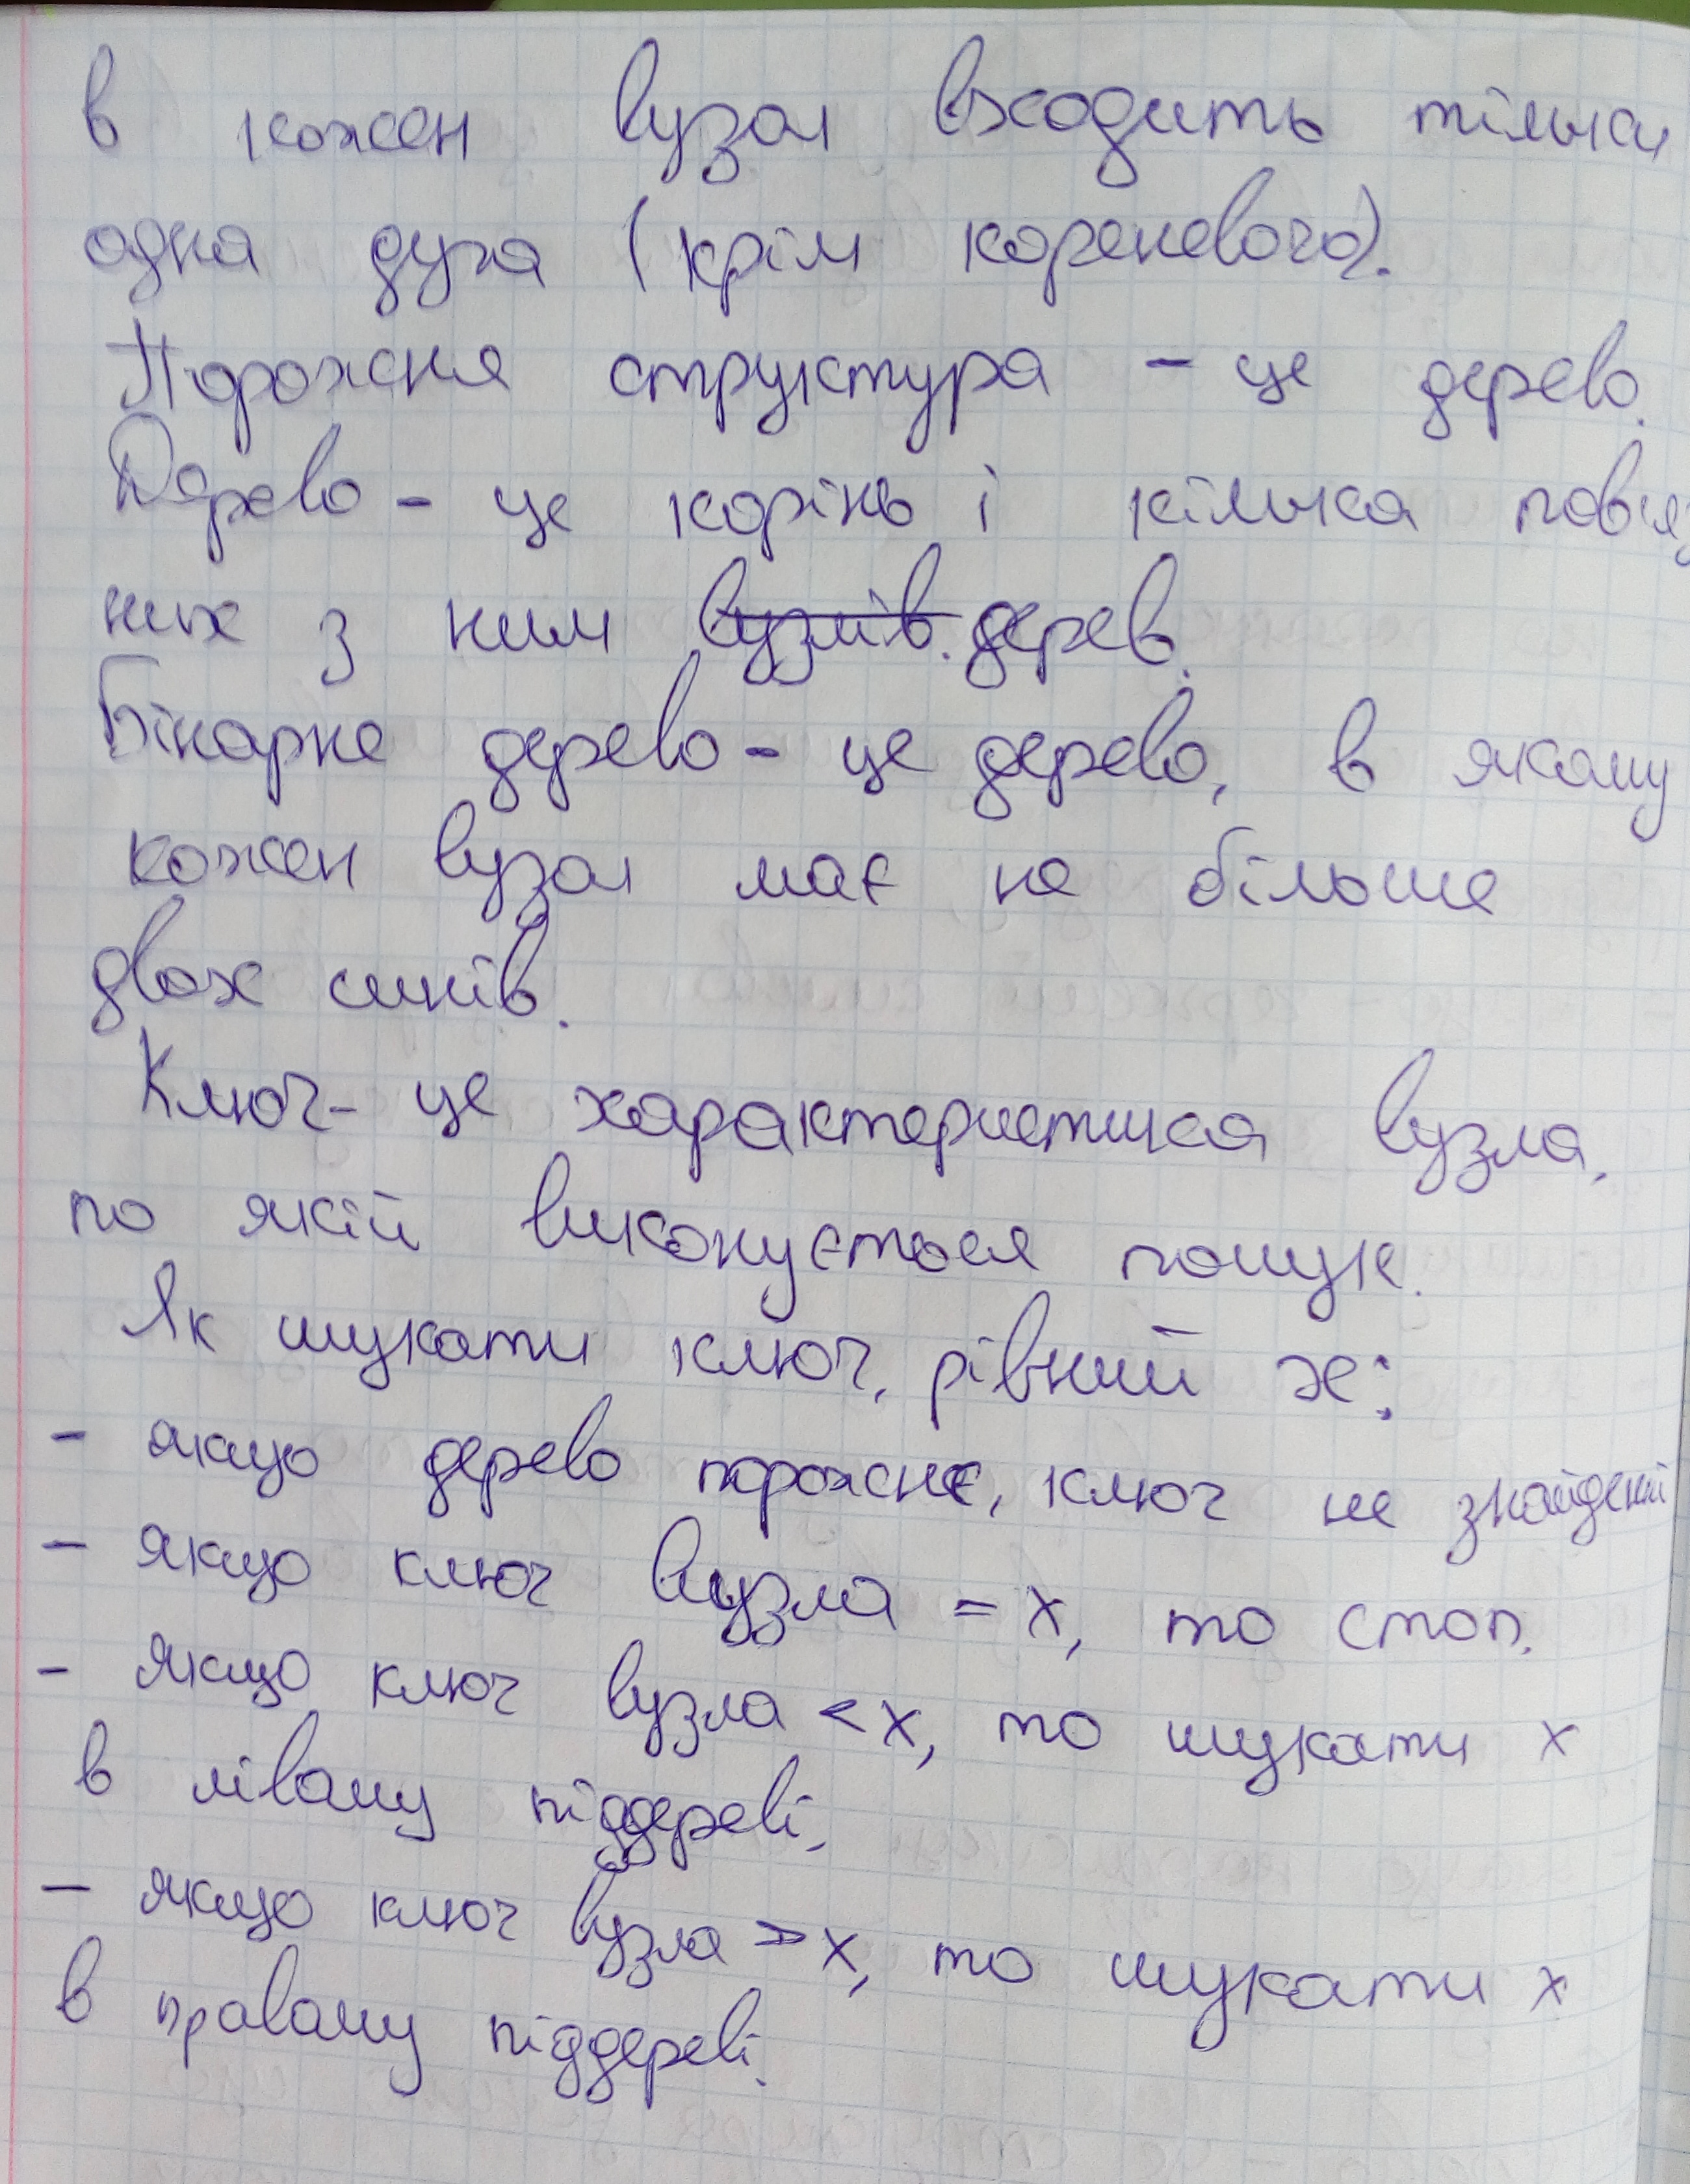 в кожен вузол входить тільки
одна дуга (крім кореневого).
Порожня структура - це дерево.
Дерево - це корінь і кілька повʼяз
них з ним вузлів. дерев.
Бінарне дерево - це дерево, в якому
кожен вузол має не більше
двох синів.
Ключ - це характеристика вузла,
по якій виконується пошук.
Як шукати ключ, рівний х:
- якщо дерево порожнє, ключ не знайдений
- якщо ключ вузла = х, то стоп.
- якщо ключ вузла < х, то шукати х
в лівому піддереві,
- якщо ключ вузла > х, то шукати х
в правому піддереві.